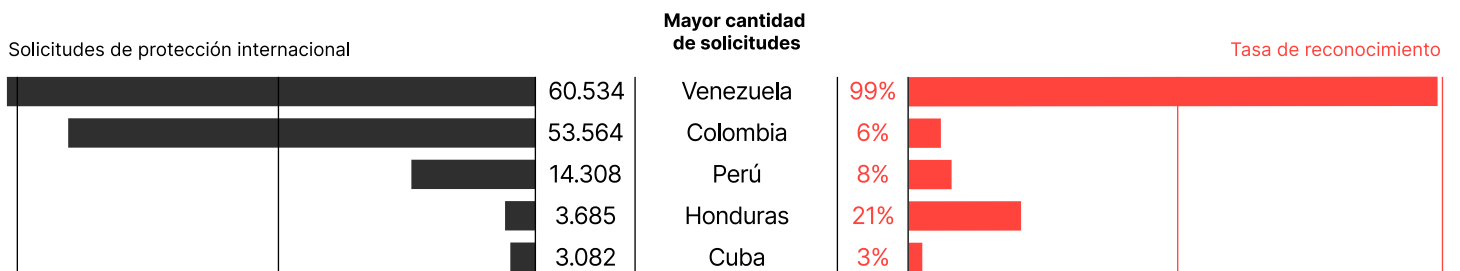 Mayor cantidad
de solicitudes
Solicitudes de protección internacional
Tasa de reconocimiento
60.534 Venezuela 99%
53.564 Colombia 6%
14.308 Perú 8%
3.685 Honduras 21%
3.082 Cuba 3%